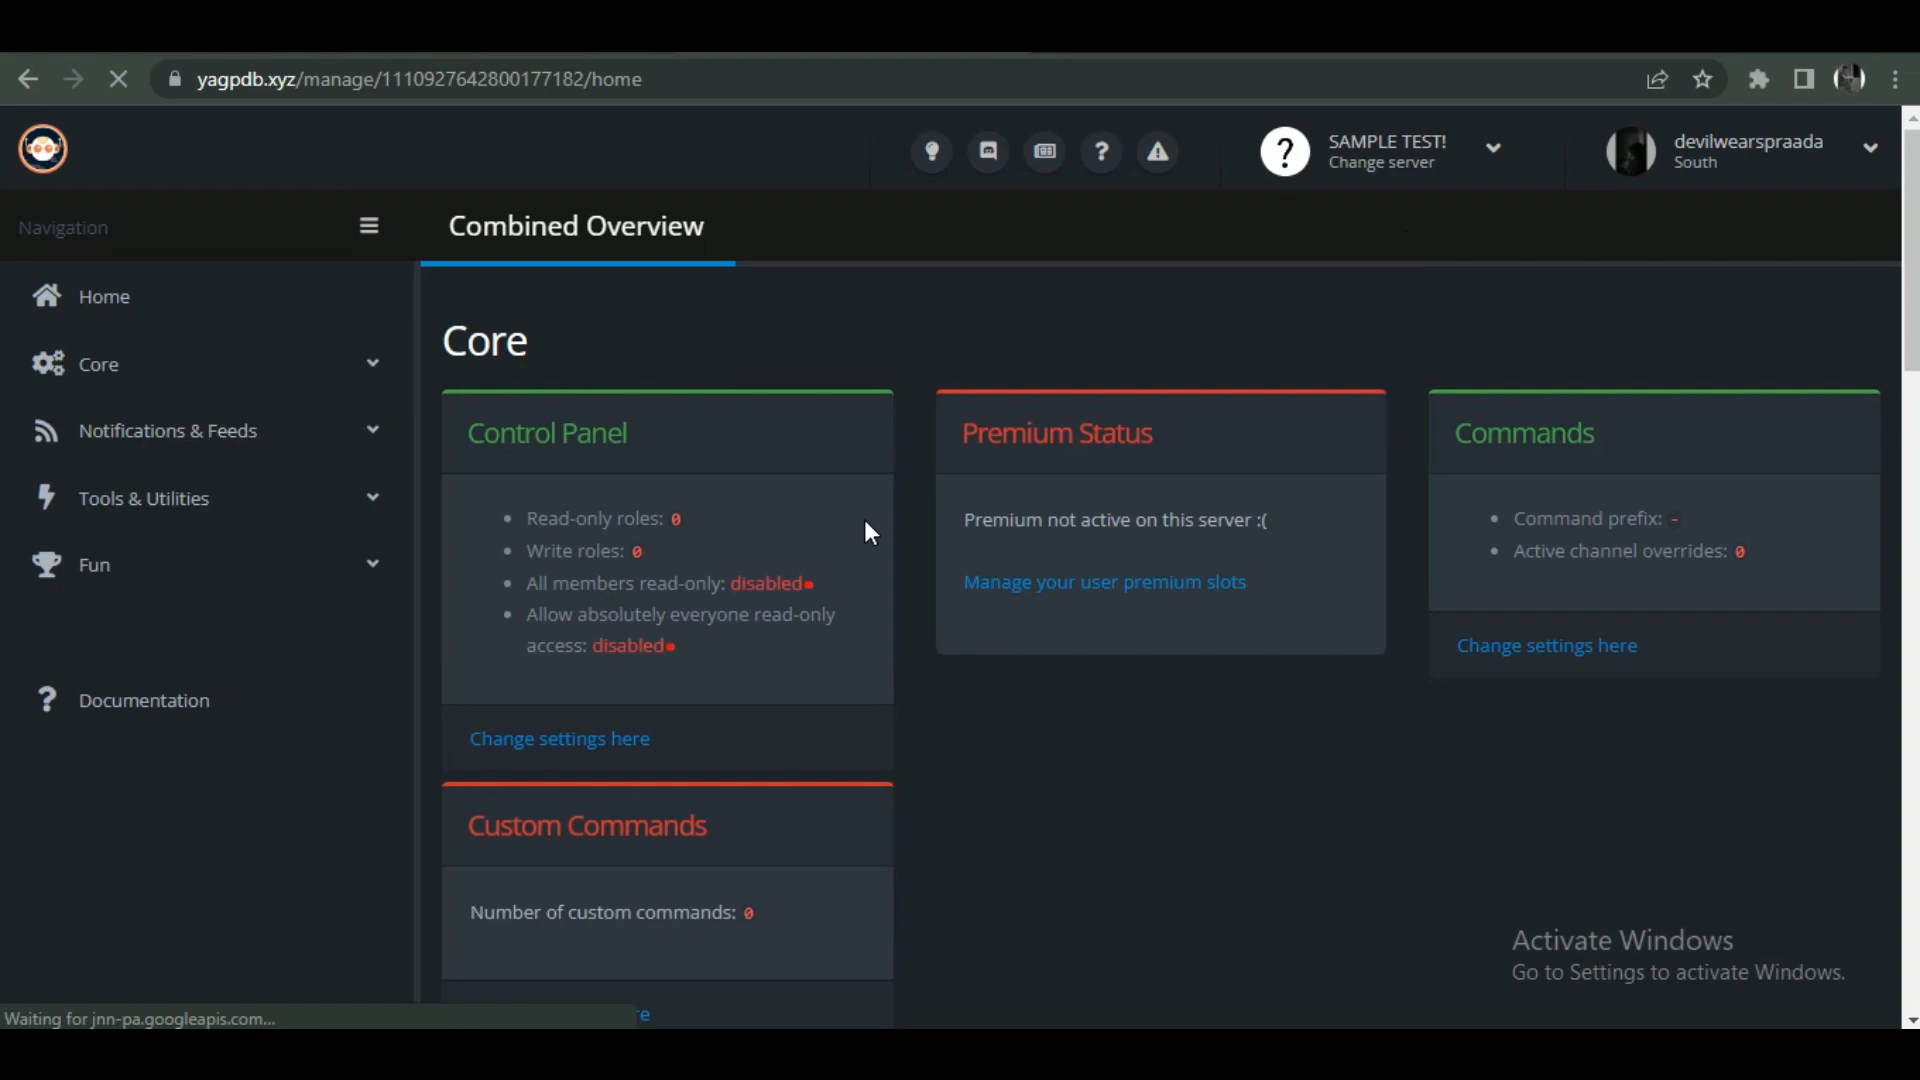 yagpdb.xyz/manage/1110927642800177182/home
SAMPLE TEST!
Change server
devilwearspraada
South
Navigation
Combined Overview
Home
Core
Notifications & Feeds
Tools & Utilities
Fun
Documentation
Core
Control Panel
Read-only roles: 0
Write roles: 0
All members read-only: disabled
Allow absolutely everyone read-only
access: disabled
Change settings here
Premium Status
Premium not active on this server :(
Manage your user premium slots
Commands
Command prefix: -
Active channel overrides: 0
Change settings here
Custom Commands
Number of custom commands: 0
Activate Windows
Go to Settings to activate Windows.
Waiting for jnn-pa.googleapis.com...